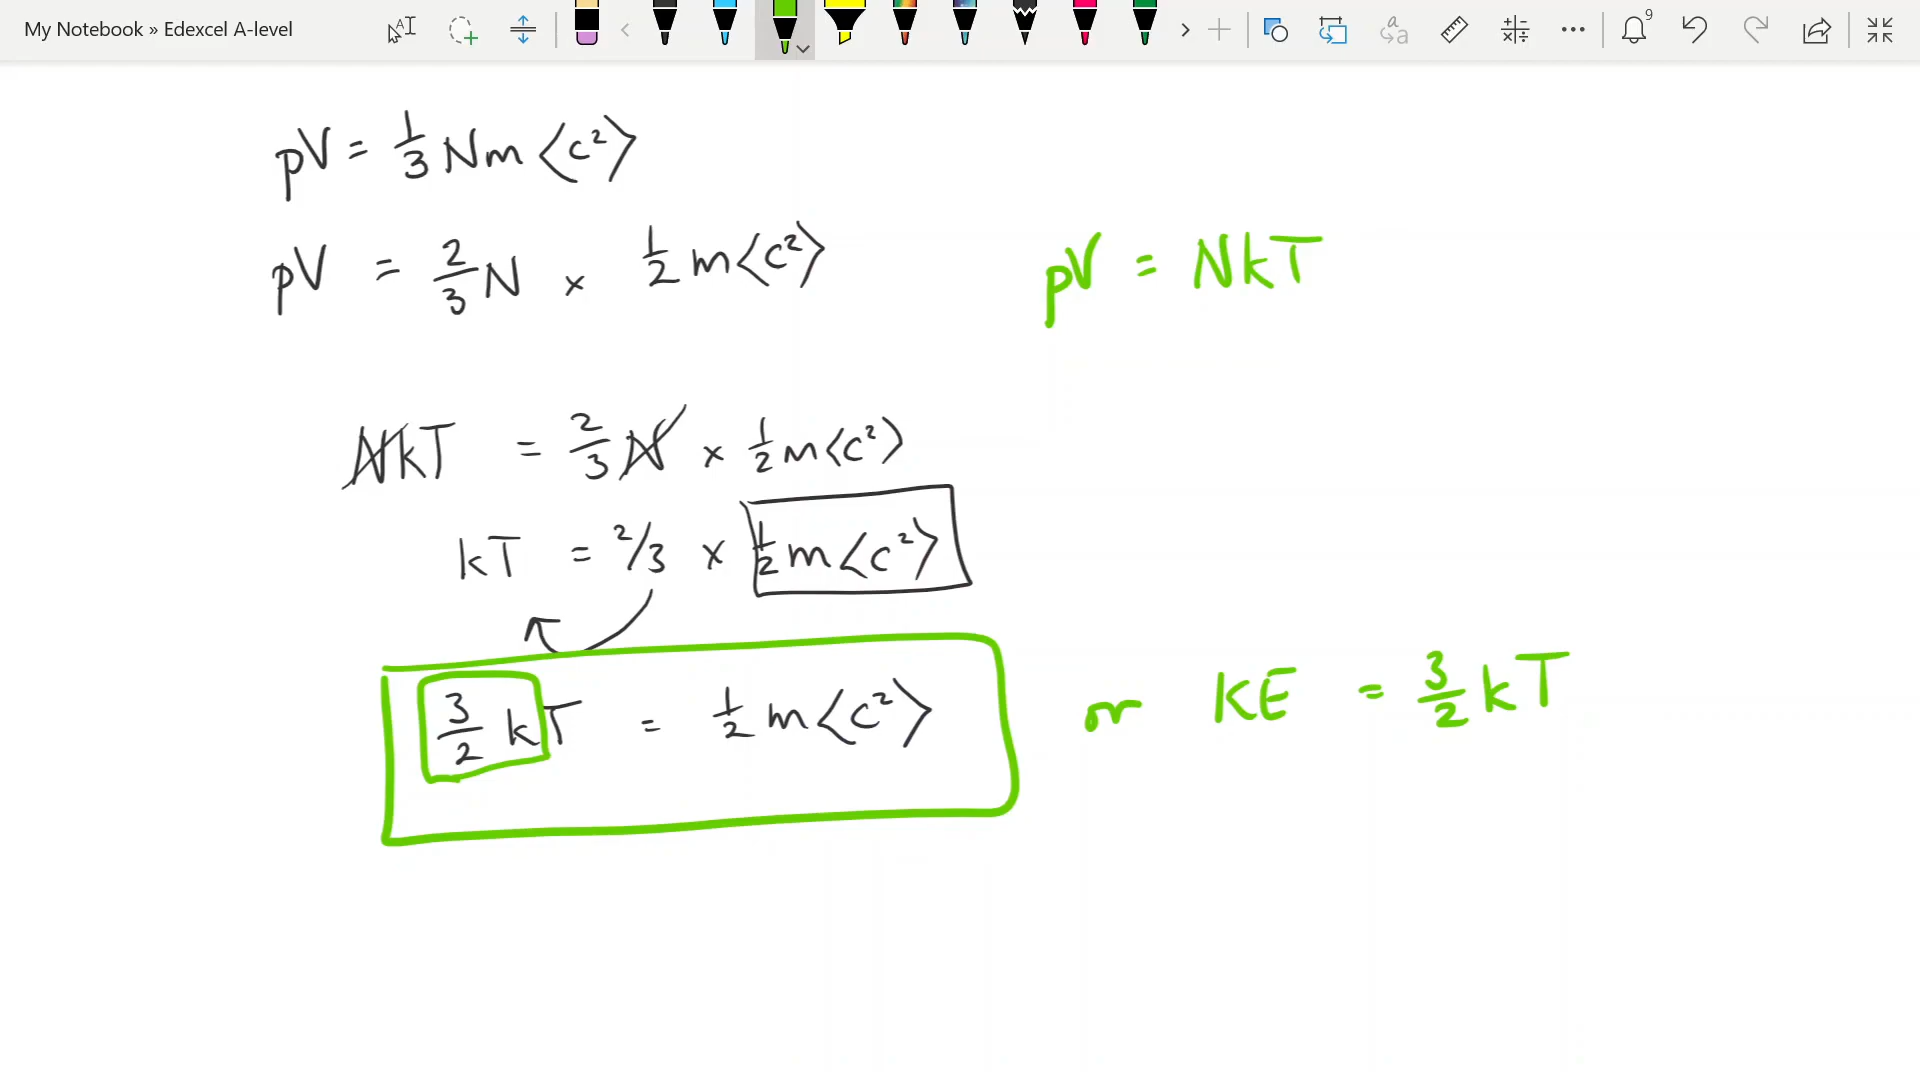 My Notebook » Edexcel A-level
9
pV = 1/3 Nm⟨c²⟩
pV = 2/3 N × 1/2 m⟨c²⟩
pV = NkT
NkT = 2/3 N × 1/2 m⟨c²⟩
kT = 2/3 × 1/2 m⟨c²⟩
3/2 kT = 1/2 m⟨c²⟩ or KE = 3/2 kT